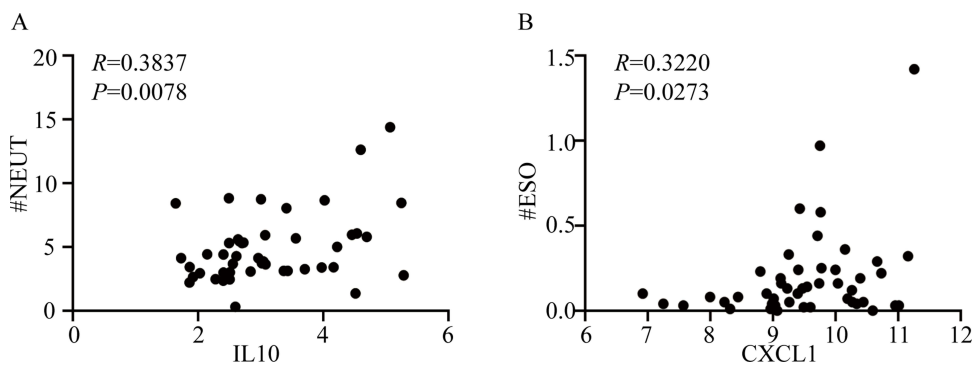 A
R=0.3837
P=0.0078
#NEUT
20
15
10
5
0
0 2 4 6
IL10
B
R=0.3220
P=0.0273
#ESO
1.5
1.0
0.5
0.0
6 7 8 9 10 11 12
CXCL1